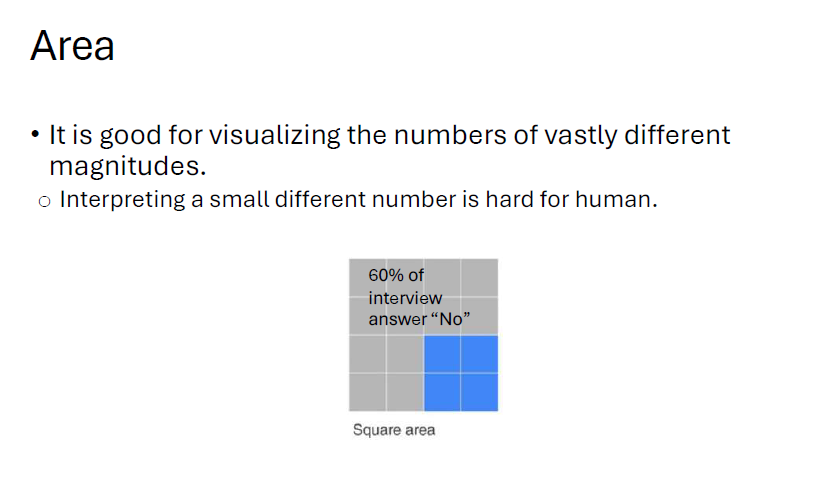 Area
• It is good for visualizing the numbers of vastly different
magnitudes.
○ Interpreting a small different number is hard for human.
60% of
interview
answer “No”
Square area